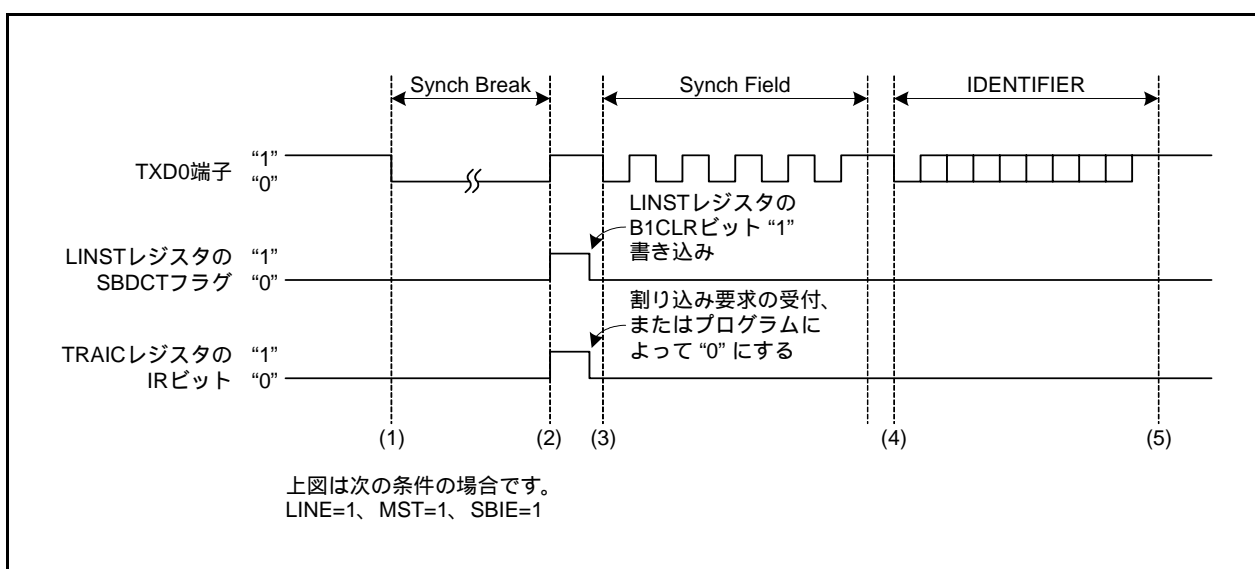 Synch Break
Synch Field
IDENTIFIER
TXD0端子
“1”
“0”
LINSTレジスタの
B1CLRビット “1”
書き込み
LINSTレジスタの “1”
SBDCTフラグ “0”
割り込み要求の受付、
またはプログラムに
よって “0” にする
TRAICレジスタの “1”
IRビット “0”
(1) (2) (3) (4) (5)
上図は次の条件の場合です。
LINE=1、MST=1、SBIE=1